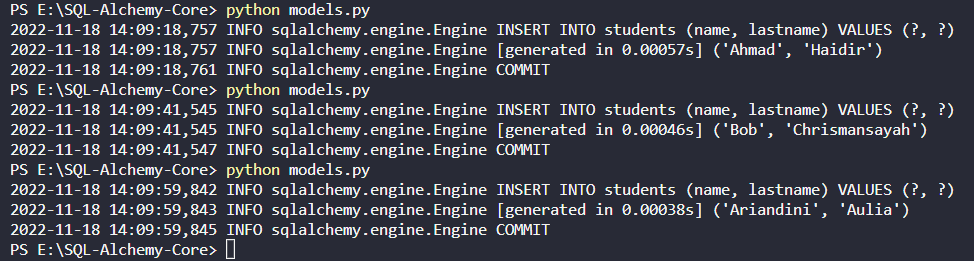 PS E:\SQL-Alchemy-Core> python models.py
2022-11-18 14:09:18,757 INFO sqlalchemy.engine.Engine INSERT INTO students (name, lastname) VALUES (?, ?)
2022-11-18 14:09:18,757 INFO sqlalchemy.engine.Engine [generated in 0.00057s] ('Ahmad', 'Haidir')
2022-11-18 14:09:18,761 INFO sqlalchemy.engine.Engine COMMIT
PS E:\SQL-Alchemy-Core> python models.py
2022-11-18 14:09:41,545 INFO sqlalchemy.engine.Engine INSERT INTO students (name, lastname) VALUES (?, ?)
2022-11-18 14:09:41,545 INFO sqlalchemy.engine.Engine [generated in 0.00046s] ('Bob', 'Chrismansayah')
2022-11-18 14:09:41,547 INFO sqlalchemy.engine.Engine COMMIT
PS E:\SQL-Alchemy-Core> python models.py
2022-11-18 14:09:59,842 INFO sqlalchemy.engine.Engine INSERT INTO students (name, lastname) VALUES (?, ?)
2022-11-18 14:09:59,843 INFO sqlalchemy.engine.Engine [generated in 0.00038s] ('Ariandini', 'Aulia')
2022-11-18 14:09:59,845 INFO sqlalchemy.engine.Engine COMMIT
PS E:\SQL-Alchemy-Core>